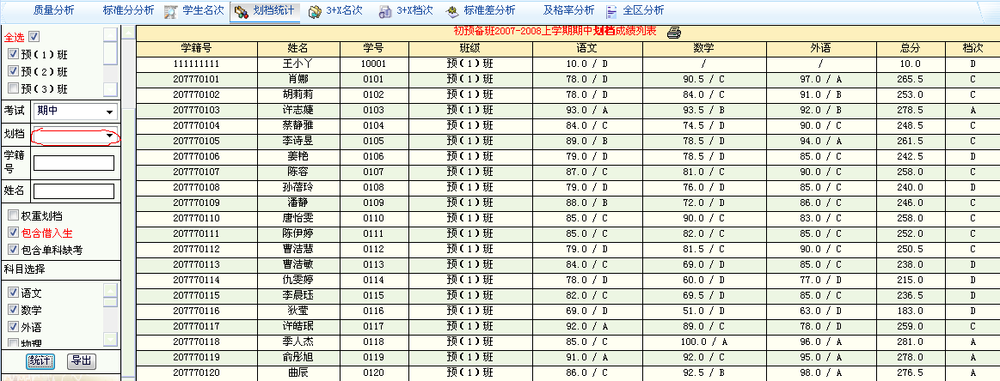 质量分析 标准分分析 学生名次 划档统计 3+X名次 3+X档次 标准差分析 及格率分析 全区分析
全选
预(1)班
预(2)班
预(3)班
考试 期中
划档
学籍号
姓名
权重划档
包含借入生
包含单科缺考
科目选择
语文
数学
外语
物理
统计 导出
初预备班2007-2008上学期期中划档成绩列表
学籍号 姓名 学号 班级 语文 数学 外语 总分 档次
111111111 王小丫 10001 预(1)班 10.0 / D / / 10.0 D
207770101 肖娜 0101 预(1)班 78.0 / D 90.5 / C 97.0 / A 265.5 C
207770102 胡莉莉 0102 预(1)班 78.0 / D 84.0 / C 91.0 / B 253.0 C
207770103 许志婕 0103 预(1)班 93.0 / A 93.5 / B 92.0 / B 278.5 A
207770104 蔡静雅 0104 预(1)班 84.0 / C 74.5 / D 90.0 / C 248.5 C
207770105 李诗昱 0105 预(1)班 89.0 / B 78.5 / D 94.0 / A 261.5 C
207770106 姜艳 0106 预(1)班 79.0 / D 78.5 / D 85.0 / C 242.5 D
207770107 陈容 0107 预(1)班 87.0 / C 81.0 / C 90.0 / C 258.0 C
207770108 孙蓓玲 0108 预(1)班 79.0 / D 76.0 / D 85.0 / C 240.0 D
207770109 潘静 0109 预(1)班 88.0 / B 72.0 / D 86.0 / C 246.0 C
207770110 唐怡雯 0110 预(1)班 85.0 / C 90.0 / C 83.0 / C 258.0 C
207770111 陈伊婷 0111 预(1)班 85.0 / C 82.0 / C 85.0 / C 252.0 C
207770112 曹洁慧 0112 预(1)班 79.0 / D 81.5 / C 90.0 / C 250.5 C
207770113 曹洁敏 0113 预(1)班 84.0 / C 69.0 / D 85.0 / C 238.0 D
207770114 仇雯婷 0114 预(1)班 78.0 / D 60.0 / D 77.0 / D 215.0 D
207770115 李晨珏 0115 预(1)班 82.0 / C 69.5 / D 85.0 / C 236.5 D
207770116 狄莹 0116 预(1)班 69.0 / D 51.0 / D 63.0 / D 183.0 D
207770117 许皓珉 0117 预(1)班 92.0 / A 89.0 / C 78.0 / D 259.0 C
207770118 季人杰 0118 预(1)班 85.0 / C 100.0 / A 96.0 / A 281.0 A
207770119 俞彤旭 0119 预(1)班 91.0 / A 92.0 / C 95.0 / A 278.0 A
207770120 曲辰 0120 预(1)班 86.0 / C 92.5 / B 98.0 / A 276.5 A